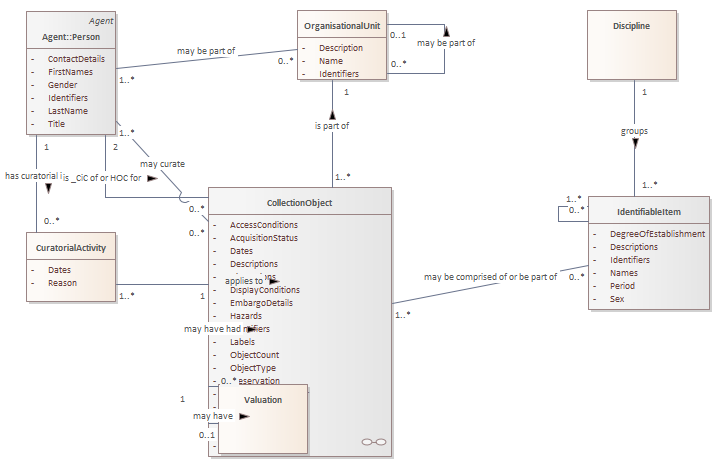 Agent
Agent::Person
- ContactDetails
- FirstNames
- Gender
- Identifiers
- LastName
- Title
may be part of
1..*
0..*
OrganisationalUnit
- Description
- Name
- Identifiers
0..1
may be part of
0..*
Discipline
1
groups
1..*
1
is part of
1..*
1..*
may curate
0..*
1
2
has curatorial
is _CiC of or HOC for
0..*
0..*
CuratorialActivity
- Dates
- Reason
1..*
applies to
1
CollectionObject
- AccessConditions
- AcquisitionStatus
- Dates
- Descriptions
- DisplayConditions
- EmbargoDetails
- Hazards
may have had
- Labels
- ObjectCount
- ObjectType
0..*
1
may have
0..1
Valuation
1..*
may be comprised of or be part of
0..*
1..*
0..*
IdentifiableItem
- DegreeOfEstablishment
- Descriptions
- Identifiers
- Names
- Period
- Sex